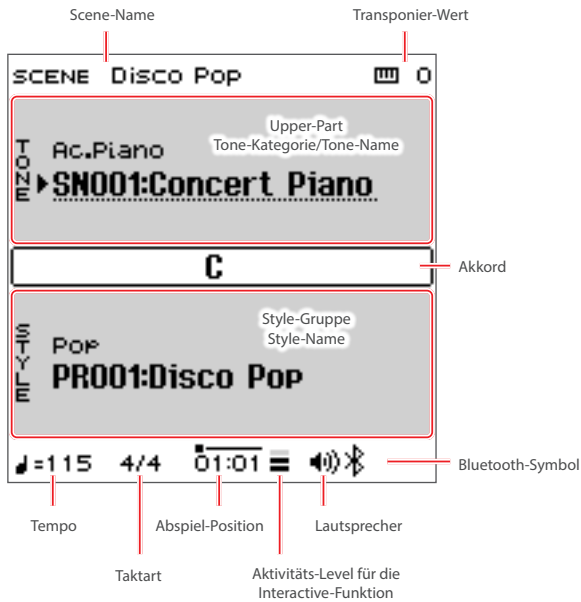 Scene-Name
Transponier-Wert
SCENE Disco Pop 0
TONE
Upper-Part
Tone-Kategorie/Tone-Name
Ac.Piano
SN001:Concert Piano
C
Akkord
STYLE
Style-Gruppe
Style-Name
Pop
PR001:Disco Pop
♩=115 4/4 01:01
Bluetooth-Symbol
Tempo
Abspiel-Position
Lautsprecher
Taktart
Aktivitäts-Level für die
Interactive-Funktion